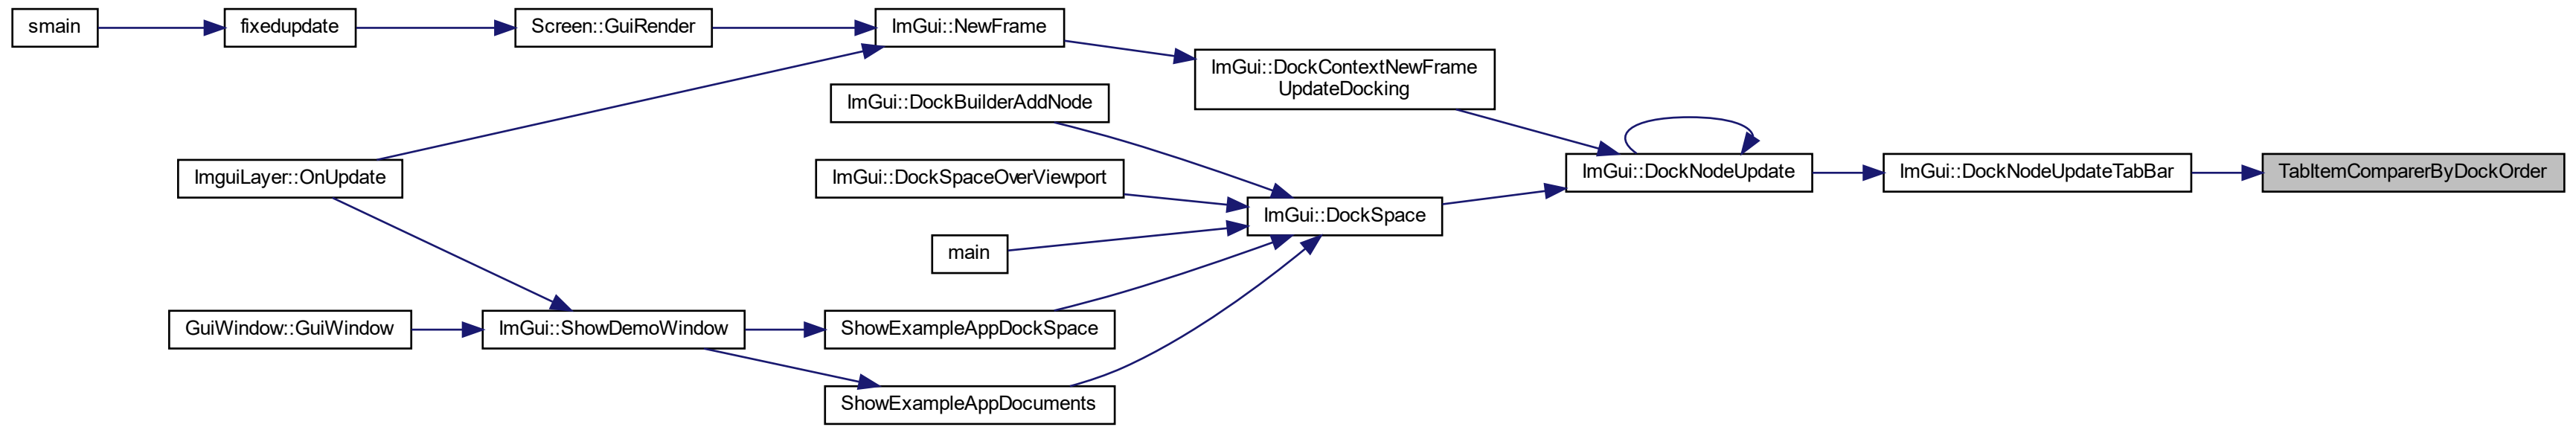 smain
fixedupdate
Screen::GuiRender
ImGui::NewFrame
ImGui::DockContextNewFrame
UpdateDocking
ImGui::DockBuilderAddNode
ImguiLayer::OnUpdate
ImGui::DockSpaceOverViewport
ImGui::DockNodeUpdate
ImGui::DockNodeUpdateTabBar
TabItemComparerByDockOrder
ImGui::DockSpace
main
GuiWindow::GuiWindow
ImGui::ShowDemoWindow
ShowExampleAppDockSpace
ShowExampleAppDocuments